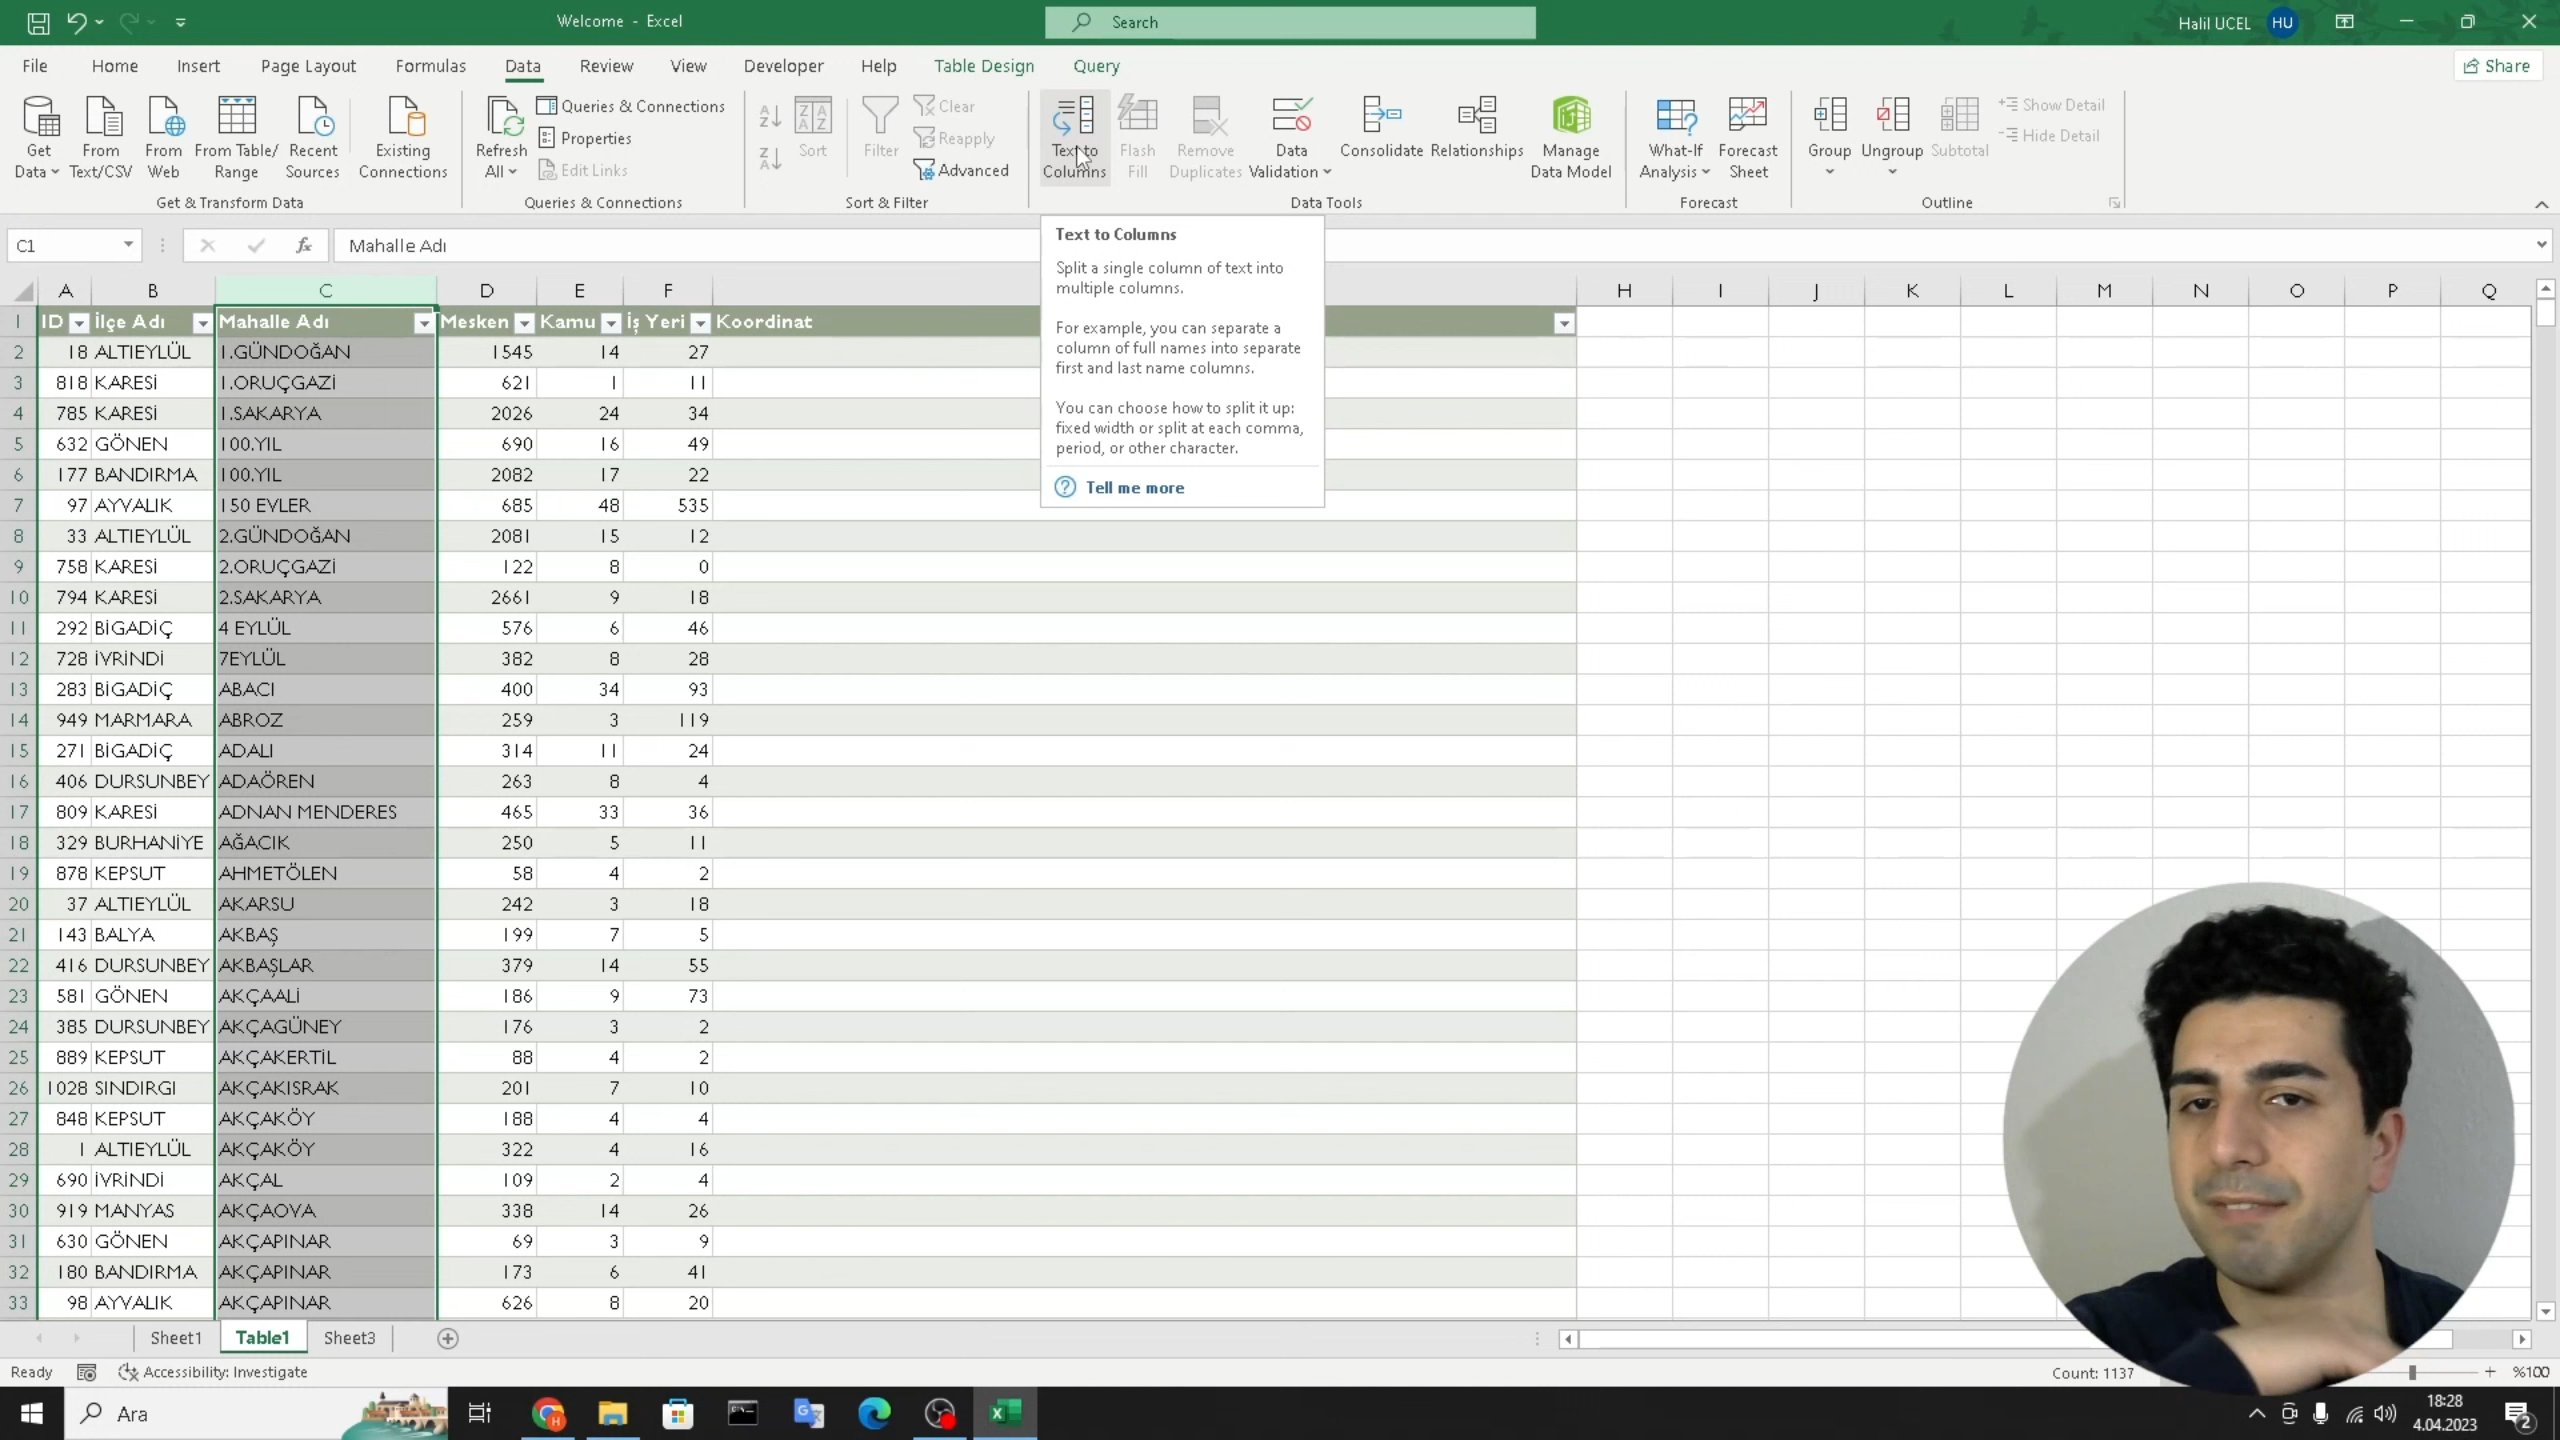 Welcome - Excel
Search
Halil UCEL HU
File Home Insert Page Layout Formulas Data Review View Developer Help Table Design Query Share
Get Data
From Text/CSV
From Web
From Table/ Range
Recent Sources
Existing Connections
Get & Transform Data
Refresh All
Queries & Connections
Properties
Edit Links
Queries & Connections
Sort
Filter
Clear
Reapply
Advanced
Sort & Filter
Text to Columns
Flash Fill
Remove Duplicates
Data Validation
Consolidate
Relationships
Manage Data Model
Data Tools
What-If Analysis
Forecast Sheet
Forecast
Group
Ungroup
Subtotal
Show Detail
Hide Detail
Outline
C1 fx Mahalle Adı
Text to Columns
Split a single column of text into
multiple columns.
For example, you can separate a
column of full names into separate
first and last name columns.
You can choose how to split it up:
fixed width or split at each comma,
period, or other character.
Tell me more
A B C D E F H I J K L M N O P Q
1 ID İlçe Adı Mahalle Adı Mesken Kamu İş Yeri Koordinat
2 18 ALTIEYLÜL 1.GÜNDOĞAN 1545 14 27
3 818 KARESİ 1.ORUÇGAZİ 621 1 11
4 785 KARESİ 1.SAKARYA 2026 24 34
5 632 GÖNEN 100.YIL 690 16 49
6 177 BANDIRMA 100.YIL 2082 17 22
7 97 AYVALIK 150 EVLER 685 48 535
8 33 ALTIEYLÜL 2.GÜNDOĞAN 2081 15 12
9 758 KARESİ 2.ORUÇGAZİ 122 8 0
10 794 KARESİ 2.SAKARYA 2661 9 18
11 292 BİGADİÇ 4 EYLÜL 576 6 46
12 728 İVRİNDİ 7EYLÜL 382 8 28
13 283 BİGADİÇ ABACI 400 34 93
14 949 MARMARA ABROZ 259 3 119
15 271 BİGADİÇ ADALI 314 11 24
16 406 DURSUNBEY ADAÖREN 263 8 4
17 809 KARESİ ADNAN MENDERES 465 33 36
18 329 BURHANİYE AĞACIK 250 5 11
19 878 KEPSUT AHMETÖLEN 58 4 2
20 37 ALTIEYLÜL AKARSU 242 3 18
21 143 BALYA AKBAŞ 199 7 5
22 416 DURSUNBEY AKBAŞLAR 379 14 55
23 581 GÖNEN AKÇAALİ 186 9 73
24 385 DURSUNBEY AKÇAGÜNEY 176 3 2
25 889 KEPSUT AKÇAKERTİL 88 4 2
26 1028 SINDIRGI AKÇAKISRAK 201 7 10
27 848 KEPSUT AKÇAKÖY 188 4 4
28 1 ALTIEYLÜL AKÇAKÖY 322 4 16
29 690 İVRİNDİ AKÇAL 109 2 4
30 919 MANYAS AKÇAOVA 338 14 26
31 630 GÖNEN AKÇAPINAR 69 3 9
32 180 BANDIRMA AKÇAPINAR 173 6 41
33 98 AYVALIK AKÇAPINAR 626 8 20
Sheet1 Table1 Sheet3
Ready Accessibility: Investigate Count: 1137 %100
Ara
18:28
4.04.2023
2